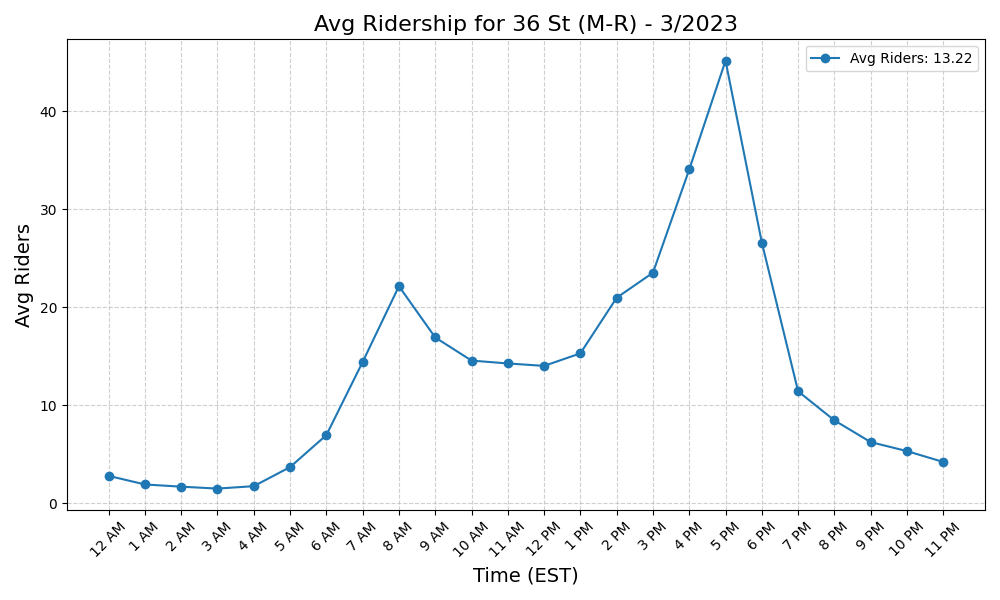 Avg Ridership for 36 St (M-R) - 3/2023
Avg Riders: 13.22
Avg Riders
40
30
20
10
0
12 AM
1 AM
2 AM
3 AM
4 AM
5 AM
6 AM
7 AM
8 AM
9 AM
10 AM
11 AM
12 PM
1 PM
2 PM
3 PM
4 PM
5 PM
6 PM
7 PM
8 PM
9 PM
10 PM
11 PM
Time (EST)